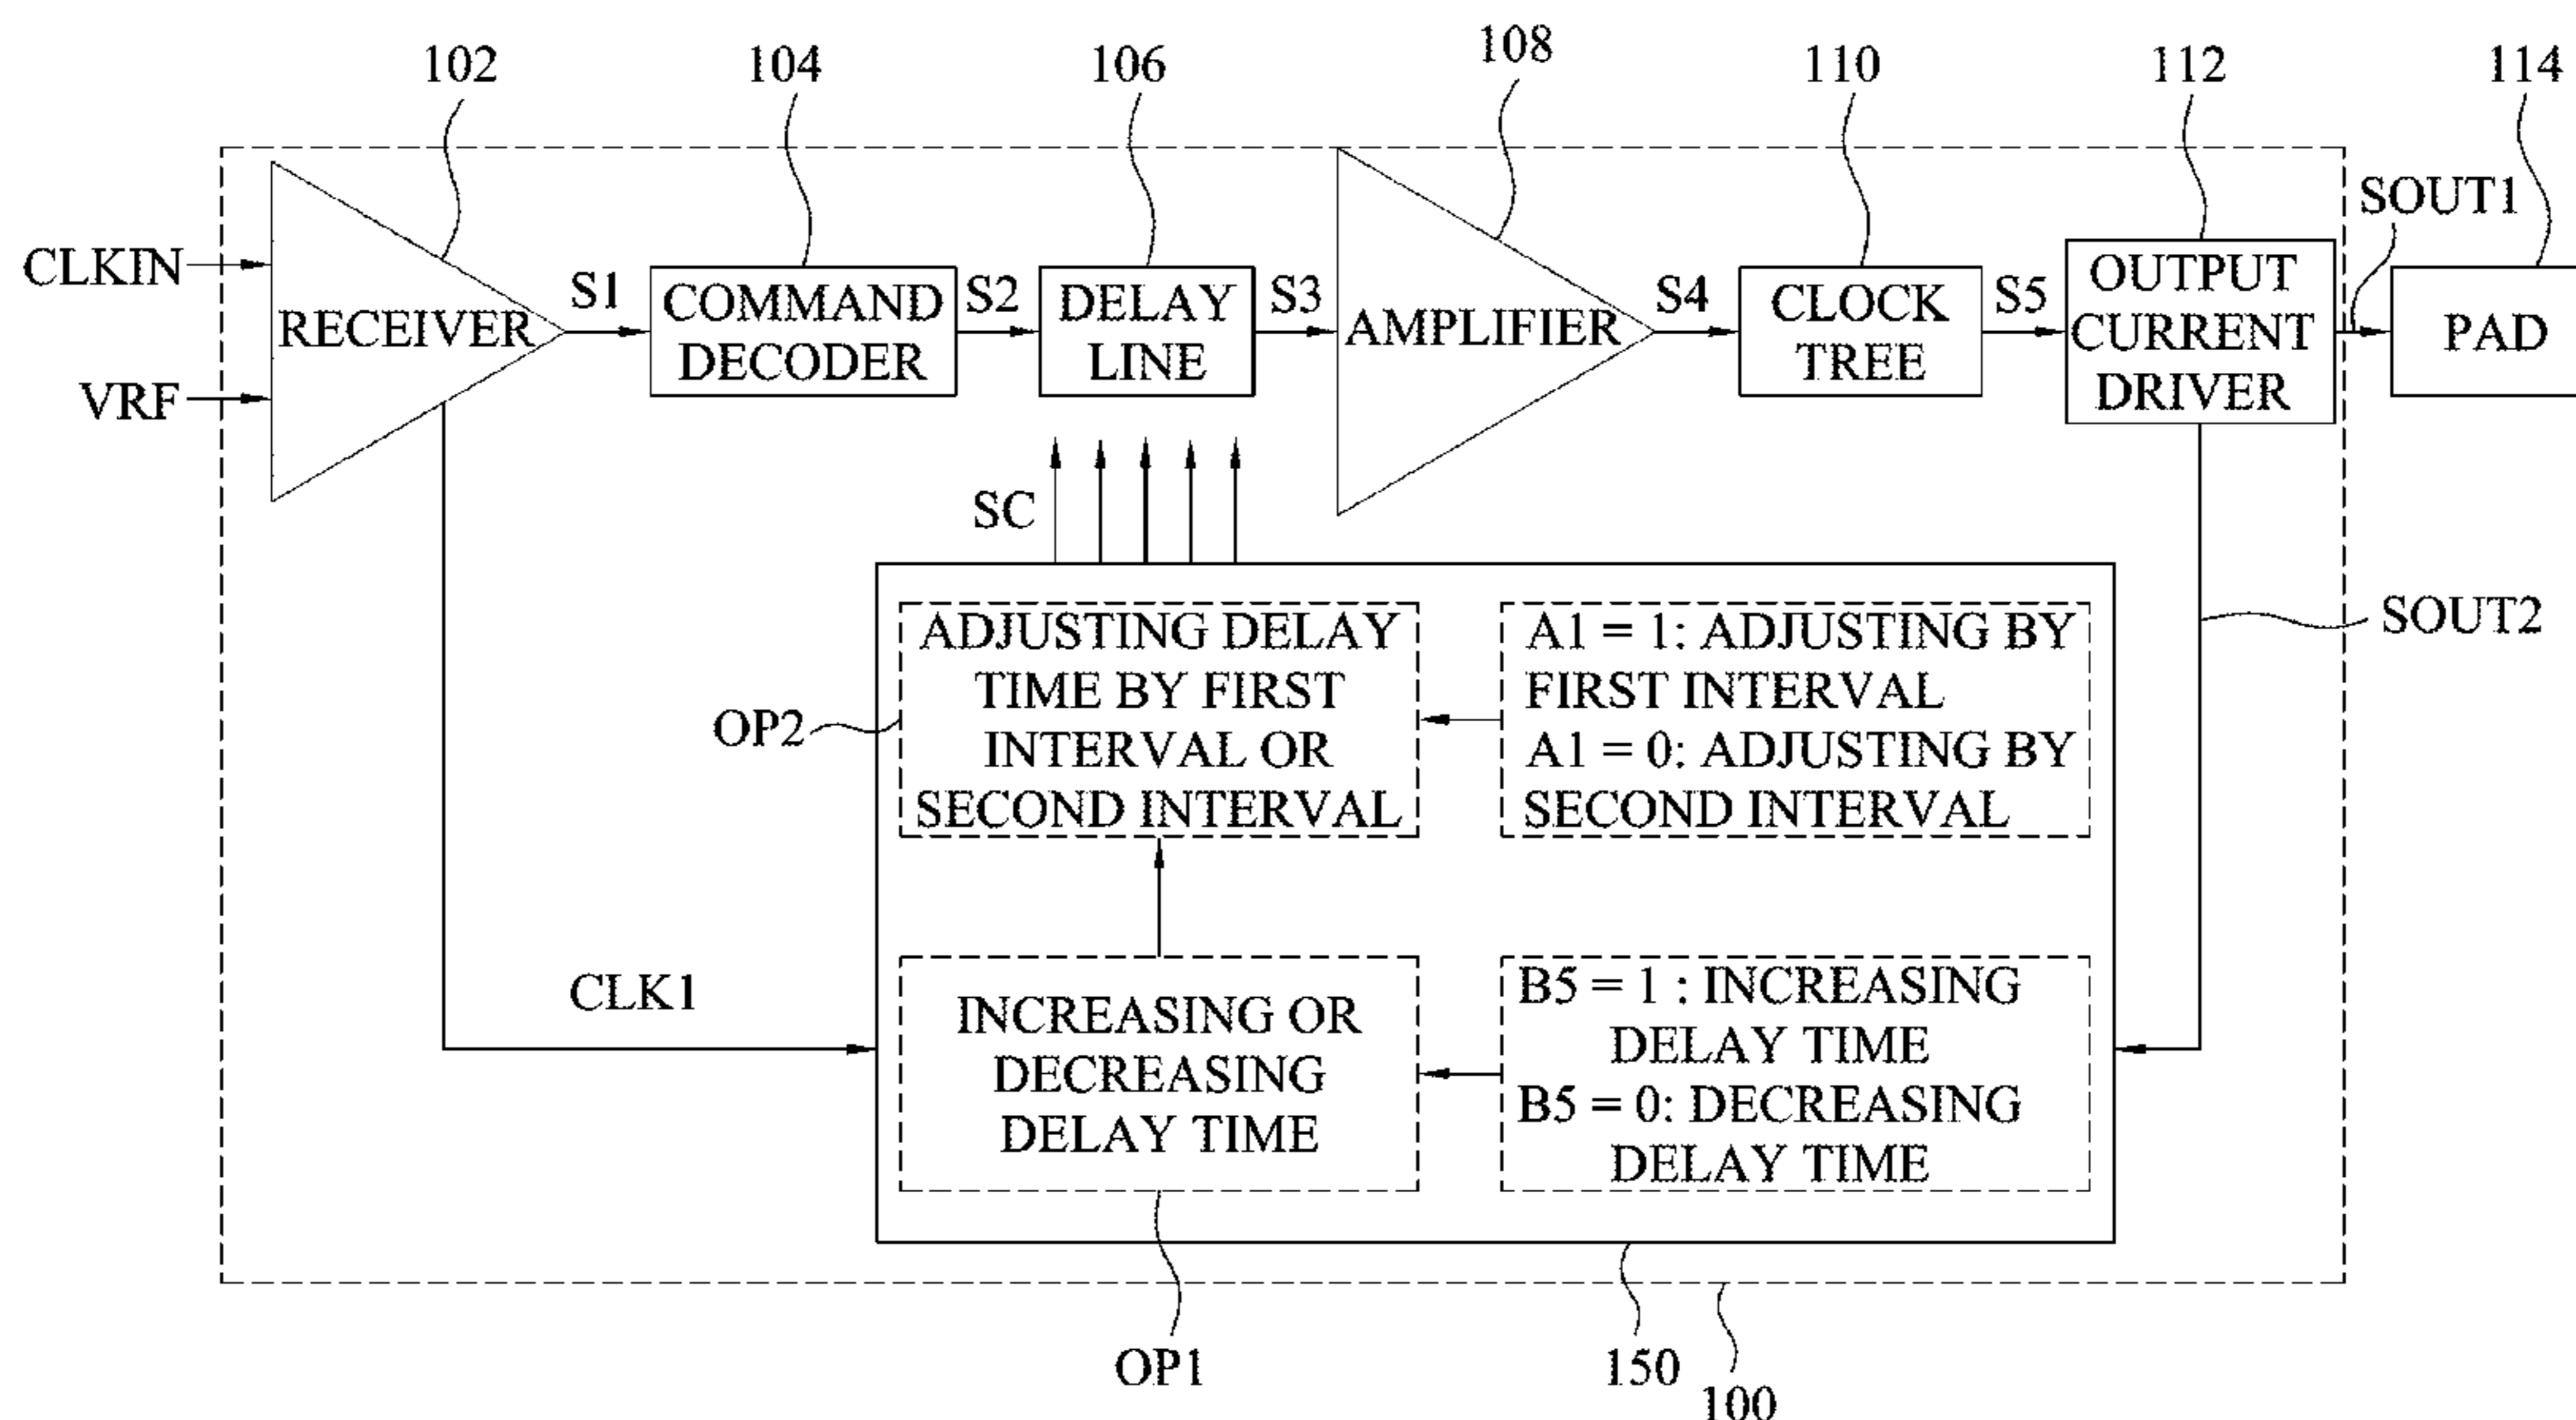 102
104
106
108
110
112
114
CLKIN
VRF
RECEIVER
S1
COMMAND
DECODER
S2
DELAY
LINE
S3
AMPLIFIER
S4
CLOCK
TREE
S5
OUTPUT
CURRENT
DRIVER
SOUT1
PAD
SC
SOUT2
OP2
ADJUSTING DELAY
TIME BY FIRST
INTERVAL OR
SECOND INTERVAL
A1 = 1: ADJUSTING BY
FIRST INTERVAL
A1 = 0: ADJUSTING BY
SECOND INTERVAL
CLK1
INCREASING OR
DECREASING
DELAY TIME
B5 = 1 : INCREASING
DELAY TIME
B5 = 0: DECREASING
DELAY TIME
OP1
150
100